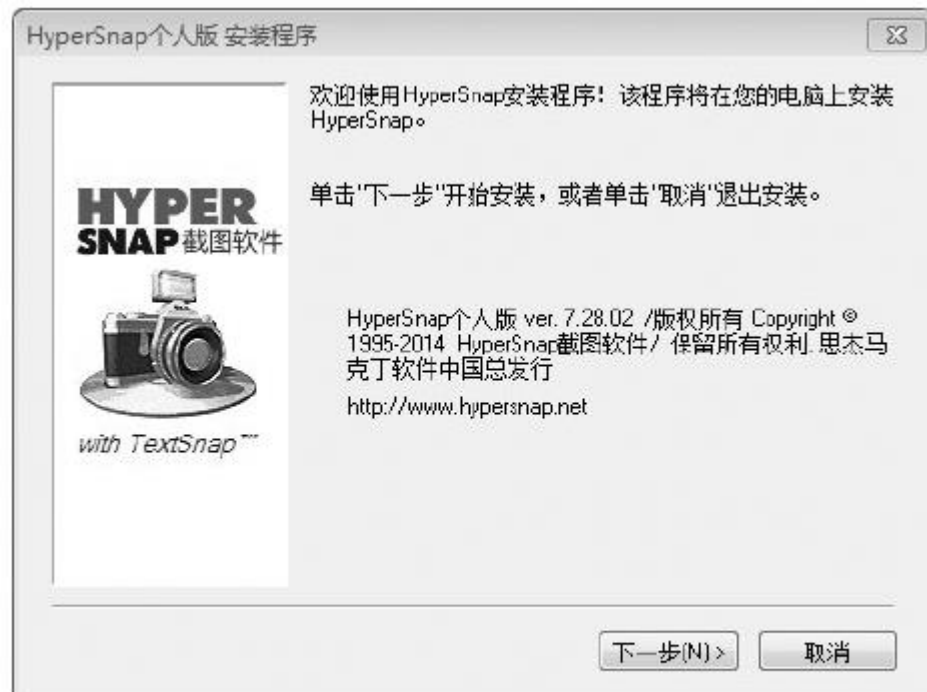 HyperSnap个人版 安装程序
欢迎使用HyperSnap安装程序！该程序将在您的电脑上安装
HyperSnap。
单击"下一步"开始安装，或者单击"取消"退出安装。
HYPER
SNAP截图软件
with TextSnap™
HyperSnap个人版 ver. 7.28.02 /版权所有 Copyright ©
1995-2014 HyperSnap截图软件/ 保留所有权利. 思杰马
克丁软件中国总发行
http://www.hypersnap.net
下一步(N) >
取消